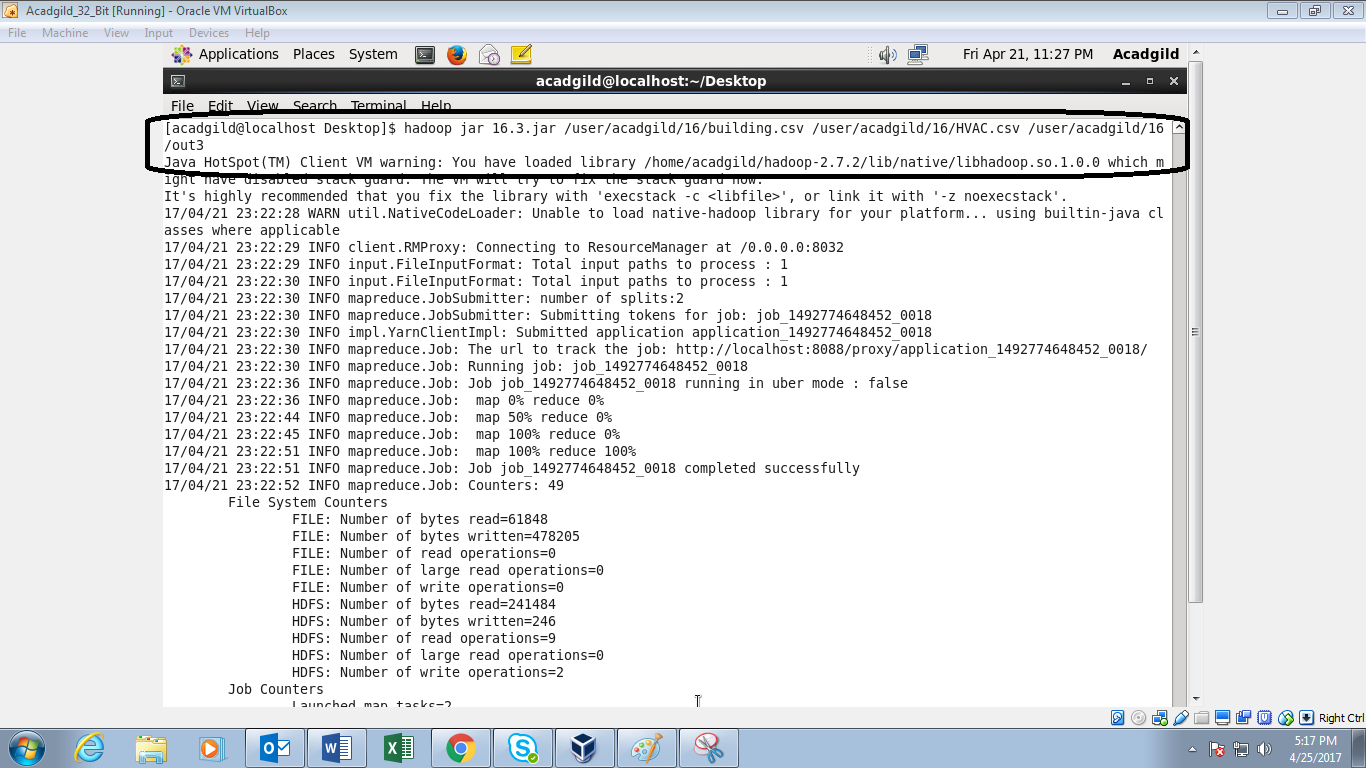 Acadgild_32_Bit [Running] - Oracle VM VirtualBox
File Machine View Input Devices Help
Applications Places System Fri Apr 21, 11:27 PM Acadgild
acadgild@localhost:~/Desktop
File Edit View Search Terminal Help
[acadgild@localhost Desktop]$ hadoop jar 16.3.jar /user/acadgild/16/building.csv /user/acadgild/16/HVAC.csv /user/acadgild/16
/out3
Java HotSpot(TM) Client VM warning: You have loaded library /home/acadgild/hadoop-2.7.2/lib/native/libhadoop.so.1.0.0 which m
ight have disabled stack guard. The VM will try to fix the stack guard now.
It's highly recommended that you fix the library with 'execstack -c <libfile>', or link it with '-z noexecstack'.
17/04/21 23:22:28 WARN util.NativeCodeLoader: Unable to load native-hadoop library for your platform... using builtin-java cl
asses where applicable
17/04/21 23:22:29 INFO client.RMProxy: Connecting to ResourceManager at /0.0.0.0:8032
17/04/21 23:22:29 INFO input.FileInputFormat: Total input paths to process : 1
17/04/21 23:22:30 INFO input.FileInputFormat: Total input paths to process : 1
17/04/21 23:22:30 INFO mapreduce.JobSubmitter: number of splits:2
17/04/21 23:22:30 INFO mapreduce.JobSubmitter: Submitting tokens for job: job_1492774648452_0018
17/04/21 23:22:30 INFO impl.YarnClientImpl: Submitted application application_1492774648452_0018
17/04/21 23:22:30 INFO mapreduce.Job: The url to track the job: http://localhost:8088/proxy/application_1492774648452_0018/
17/04/21 23:22:30 INFO mapreduce.Job: Running job: job_1492774648452_0018
17/04/21 23:22:36 INFO mapreduce.Job: Job job_1492774648452_0018 running in uber mode : false
17/04/21 23:22:36 INFO mapreduce.Job:  map 0% reduce 0%
17/04/21 23:22:44 INFO mapreduce.Job:  map 50% reduce 0%
17/04/21 23:22:45 INFO mapreduce.Job:  map 100% reduce 0%
17/04/21 23:22:51 INFO mapreduce.Job:  map 100% reduce 100%
17/04/21 23:22:51 INFO mapreduce.Job: Job job_1492774648452_0018 completed successfully
17/04/21 23:22:52 INFO mapreduce.Job: Counters: 49
File System Counters
FILE: Number of bytes read=61848
FILE: Number of bytes written=478205
FILE: Number of read operations=0
FILE: Number of large read operations=0
FILE: Number of write operations=0
HDFS: Number of bytes read=241484
HDFS: Number of bytes written=246
HDFS: Number of read operations=9
HDFS: Number of large read operations=0
HDFS: Number of write operations=2
Job Counters
Launched map tasks=2
Right Ctrl
5:17 PM
4/25/2017